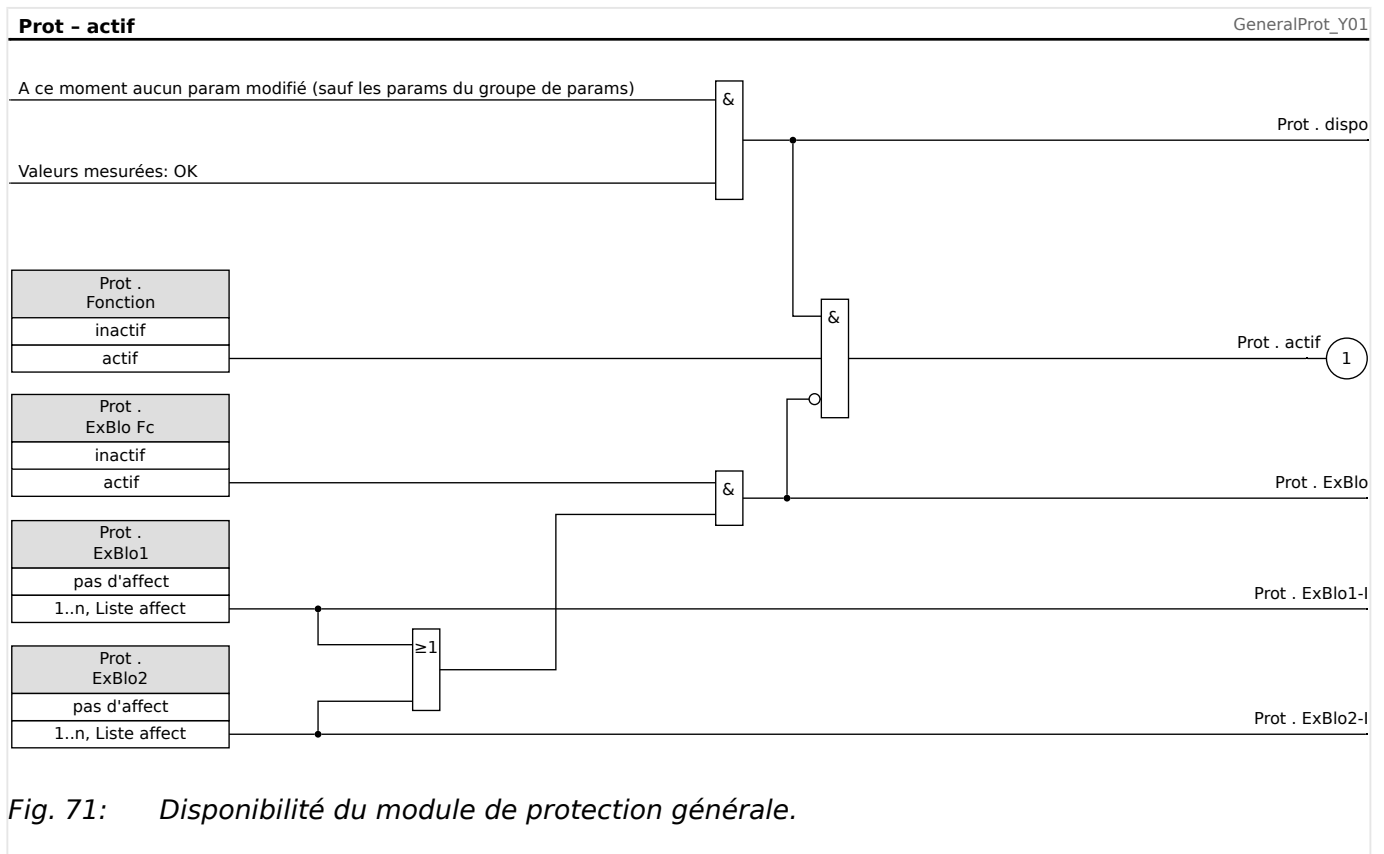 Prot – actif
GeneralProt_Y01
A ce moment aucun param modifié (sauf les params du groupe de params)
&
Prot . dispo
Valeurs mesurées: OK
Prot .
Fonction
inactif
actif
&
Prot . actif
1
Prot .
ExBlo Fc
inactif
actif
&
Prot . ExBlo
Prot .
ExBlo1
pas d'affect
1..n, Liste affect
Prot . ExBlo1-I
≥1
Prot .
ExBlo2
pas d'affect
1..n, Liste affect
Prot . ExBlo2-I
Fig. 71: Disponibilité du module de protection générale.